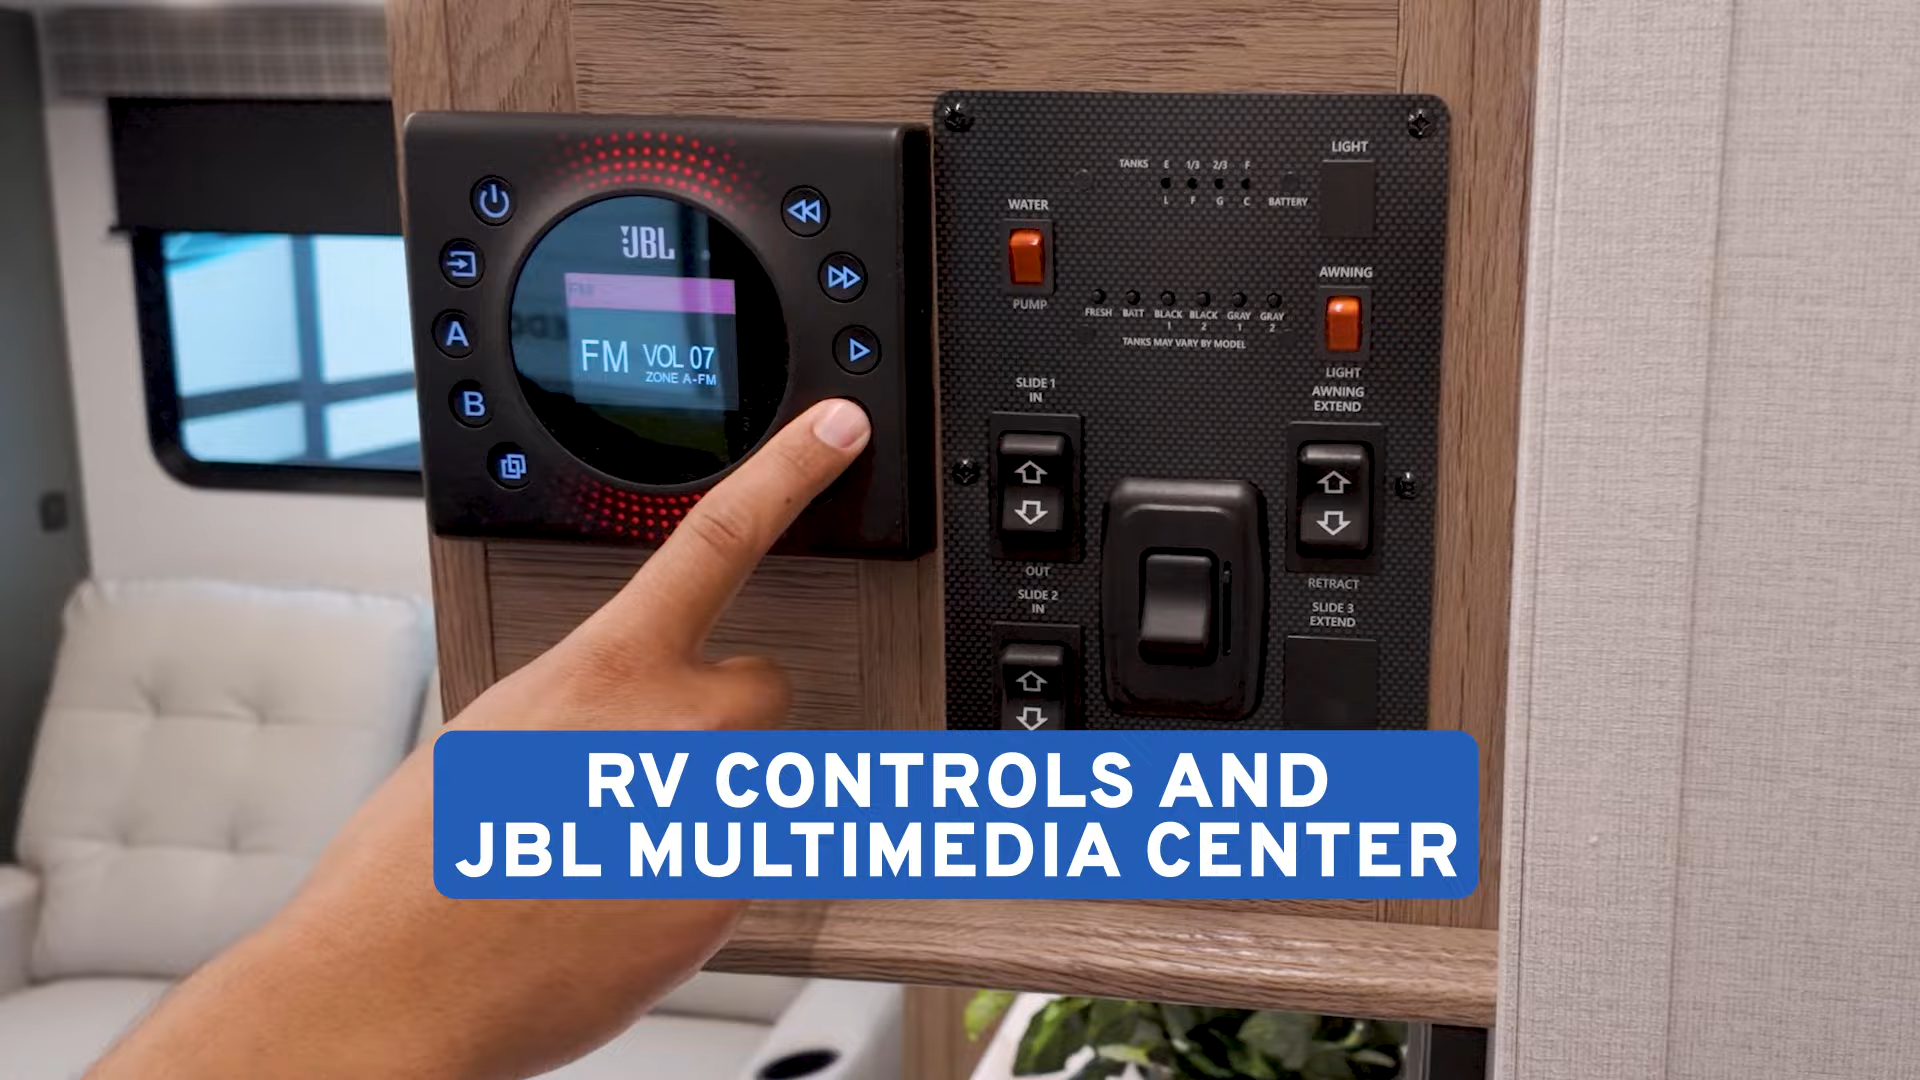 JBL
FM
FM VOL 07
ZONE A-FM
A
B
TANKS E 1/3 2/3 F
L F G C BATTERY
LIGHT
WATER
PUMP
AWNING
LIGHT
FRESH BATT BLACK 1 BLACK 2 GRAY 1 GRAY 2
TANKS MAY VARY BY MODEL
SLIDE 1
IN
OUT
AWNING
EXTEND
RETRACT
SLIDE 2
IN
SLIDE 3
EXTEND
RV CONTROLS AND
JBL MULTIMEDIA CENTER